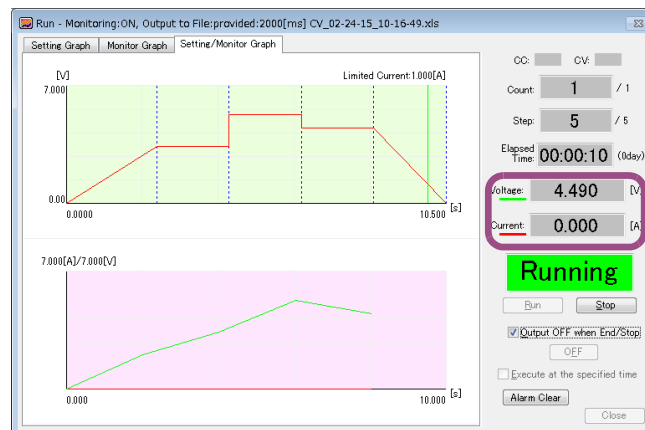 Run - Monitoring:ON, Output to File:provided:2000[ms] CV_02-24-15_10-16-49.xls
Setting Graph Monitor Graph Setting/Monitor Graph
[V] Limited Current:1.000[A]
7.000
0.00
0.0000 10.500 [s]
7.000[A]/7.000[V]
0.000 10.000 [s]
CC: CV:
Count: 1 / 1
Step: 5 / 5
Elapsed Time: 00:00:10 (0day)
Voltage: 4.490 [V]
Current: 0.000 [A]
Running
Run Stop
Output OFF when End/Stop
OFF
Execute at the specified time
Alarm Clear
Close